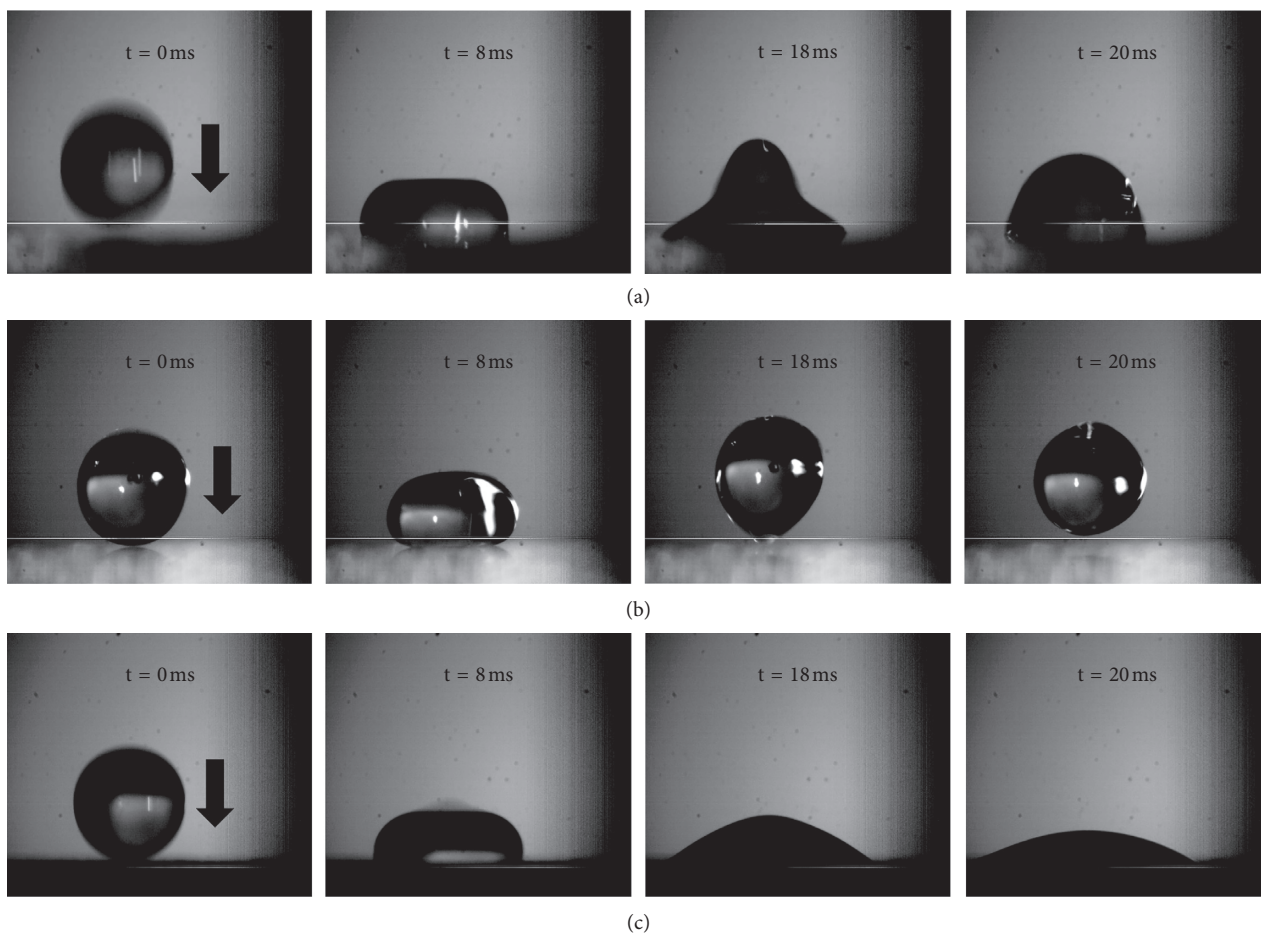 t = 0 ms t = 8 ms t = 18 ms t = 20 ms
(a)
t = 0 ms t = 8 ms t = 18 ms t = 20 ms
(b)
t = 0 ms t = 8 ms t = 18 ms t = 20 ms
(c)